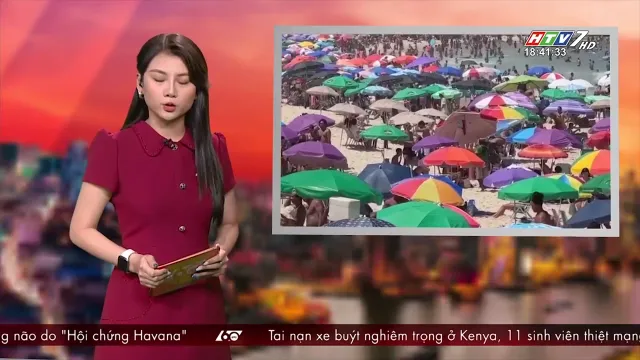 HTV7 HD
18:41:33
g não do "Hội chứng Havana" 60 Tai nạn xe buýt nghiêm trọng ở Kenya, 11 sinh viên thiệt mạn